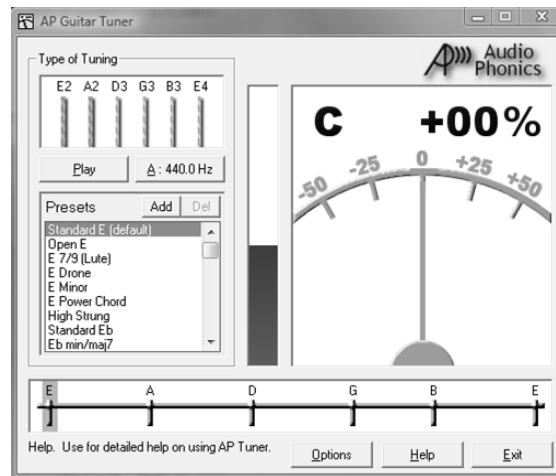 AP Guitar Tuner
Type of Tuning
E2 A2 D3 G3 B3 E4
Play
A : 440.0 Hz
Presets
Add
Del
Standard E (default)
Open E
E 7/9 (Lute)
E Drone
E Minor
E Power Chord
High Strung
Standard Eb
Eb min/maj7
Audio
Phonics
C +00%
-50 -25 0 +25 +50
E A D G B E
Help. Use for detailed help on using AP Tuner.
Options
Help
Exit